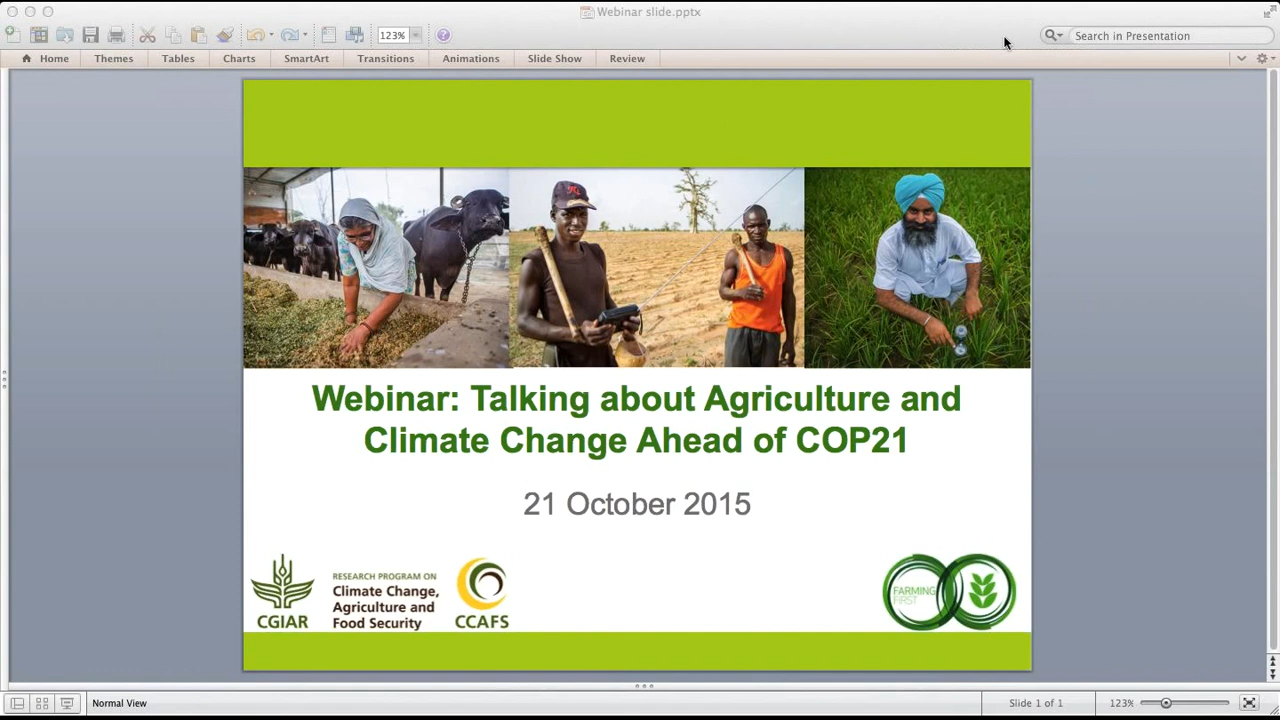 Webinar slide.pptx
123%
Search in Presentation
Home Themes Tables Charts SmartArt Transitions Animations Slide Show Review
Webinar: Talking about Agriculture and
Climate Change Ahead of COP21
21 October 2015
CGIAR
RESEARCH PROGRAM ON
Climate Change,
Agriculture and
Food Security
CCAFS
FARMING
FIRST
Normal View
Slide 1 of 1
123%